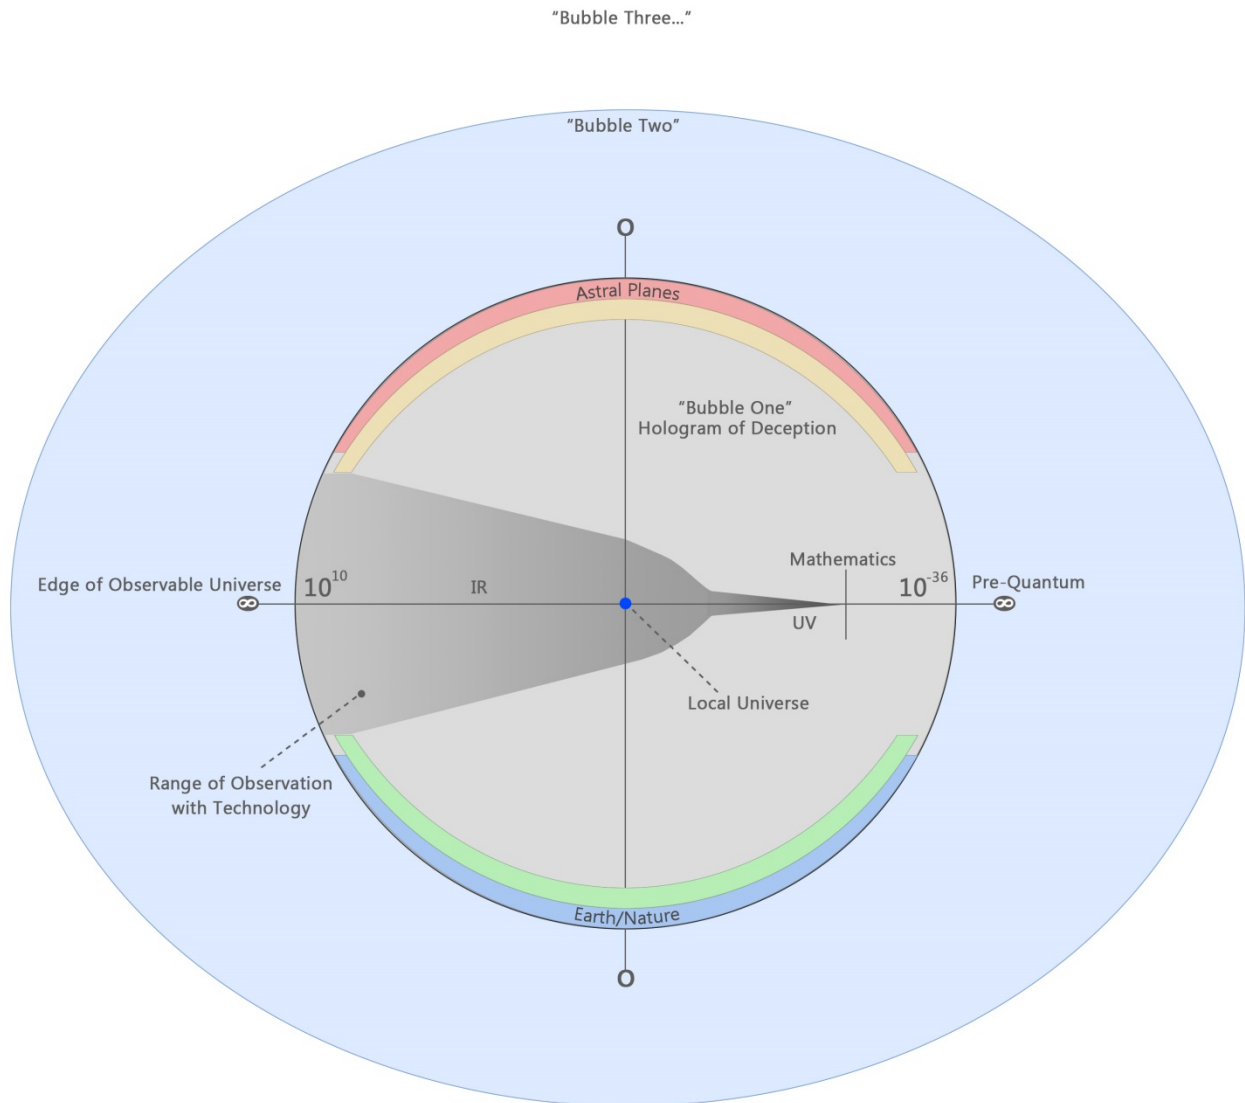 “Bubble Three...”
“Bubble Two”
O
Astral Planes
“Bubble One”
Hologram of Deception
Mathematics
Edge of Observable Universe
10^10
IR
10^-36
Pre-Quantum
∞
∞
UV
Local Universe
Range of Observation
with Technology
Earth/Nature
O